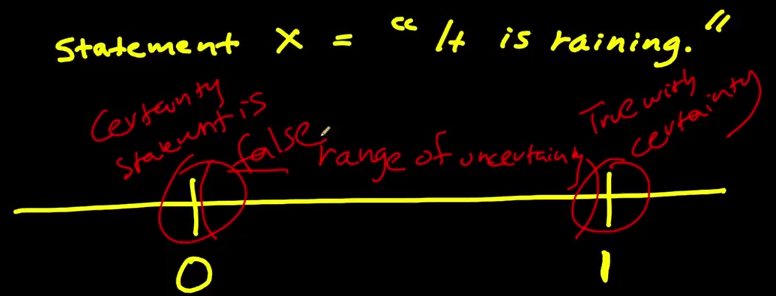 Statement X = "It is raining."
Certainty
statement is
false
range of uncertainty
True with
certainty
0
1